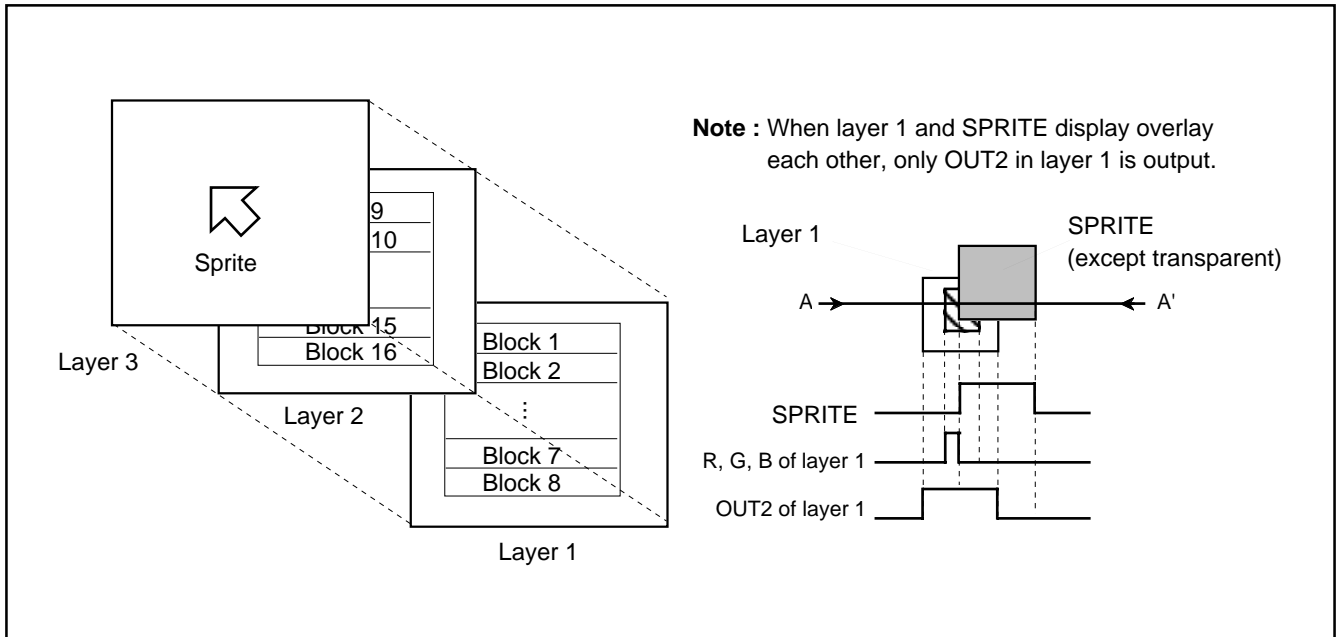 Sprite
Layer 3
9
10
Block 15
Block 16
Layer 2
Block 1
Block 2
⋮
Block 7
Block 8
Layer 1
Note : When layer 1 and SPRITE display overlay
each other, only OUT2 in layer 1 is output.
Layer 1
SPRITE
(except transparent)
A
A'
SPRITE
R, G, B of layer 1
OUT2 of layer 1